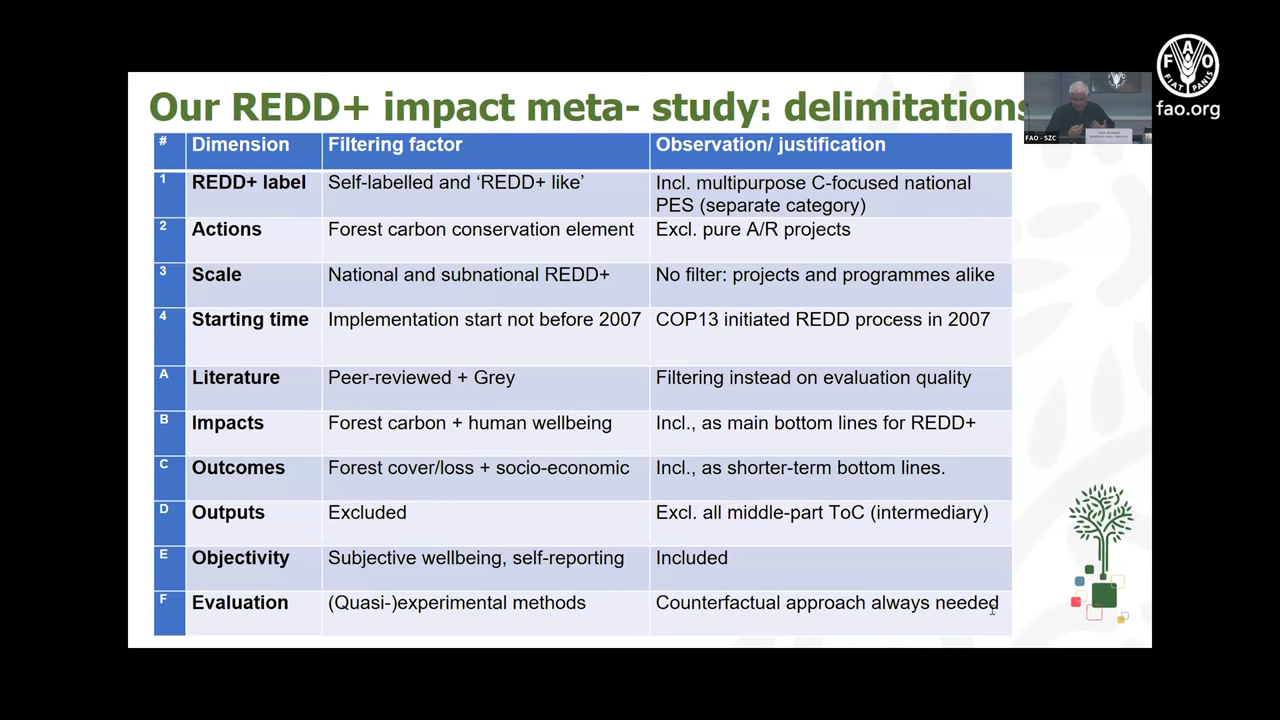 Our REDD+ impact meta- study: delimitations
# Dimension Filtering factor Observation/ justification
1 REDD+ label Self-labelled and ‘REDD+ like’ Incl. multipurpose C-focused national
PES (separate category)
2 Actions Forest carbon conservation element Excl. pure A/R projects
3 Scale National and subnational REDD+ No filter: projects and programmes alike
4 Starting time Implementation start not before 2007 COP13 initiated REDD process in 2007
A Literature Peer-reviewed + Grey Filtering instead on evaluation quality
B Impacts Forest carbon + human wellbeing Incl., as main bottom lines for REDD+
C Outcomes Forest cover/loss + socio-economic Incl., as shorter-term bottom lines.
D Outputs Excluded Excl. all middle-part ToC (intermediary)
E Objectivity Subjective wellbeing, self-reporting Included
F Evaluation (Quasi-)experimental methods Counterfactual approach always needed
FAO - SZC
F A O
FIAT PANIS
fao.org